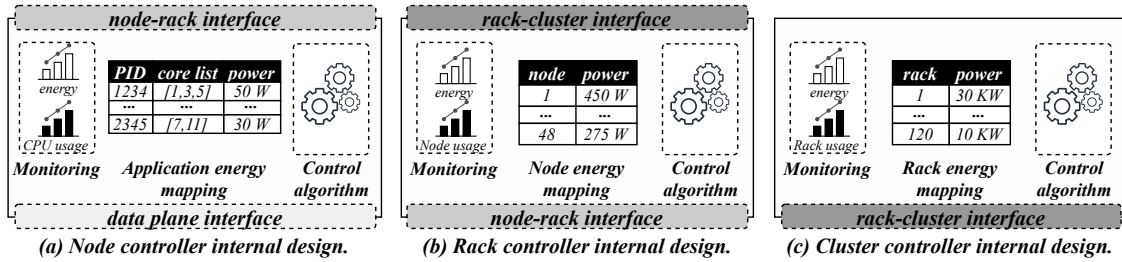 node-rack interface
PID core list power
1234 [1,3,5] 50 W
... ... ...
2345 [7,11] 30 W
energy
CPU usage
Monitoring
Application energy
mapping
Control
algorithm
data plane interface
(a) Node controller internal design.
rack-cluster interface
node power
1 450 W
... ...
48 275 W
energy
Node usage
Monitoring
Node energy
mapping
Control
algorithm
node-rack interface
(b) Rack controller internal design.
rack power
1 30 KW
... ...
120 10 KW
energy
Rack usage
Monitoring
Rack energy
mapping
Control
algorithm
rack-cluster interface
(c) Cluster controller internal design.